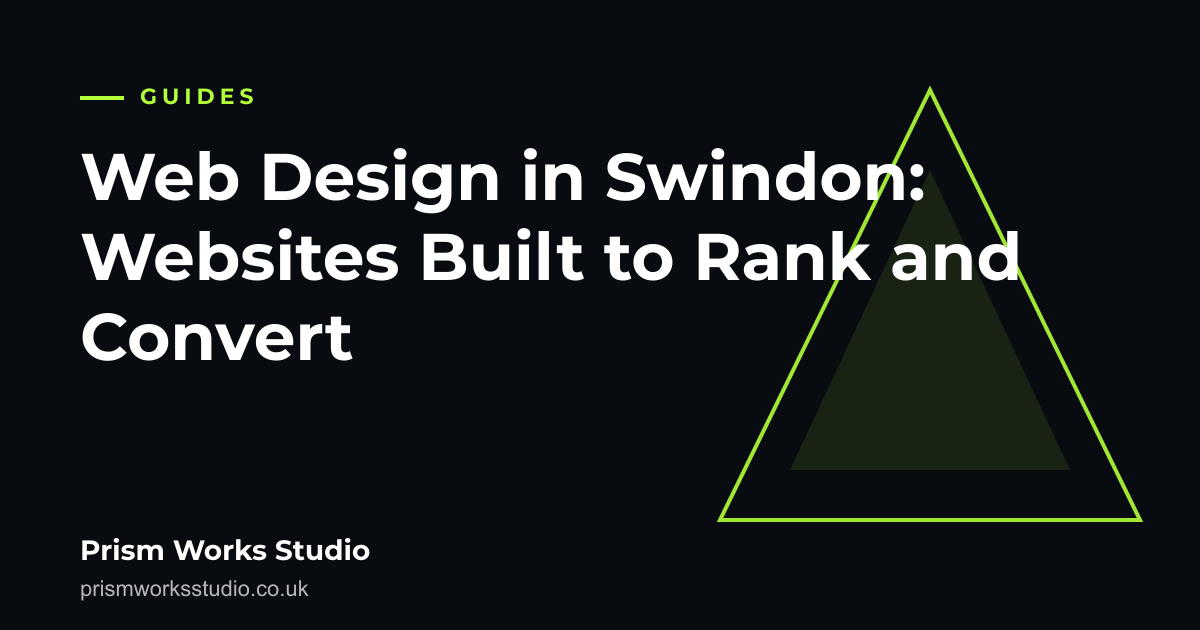 GUIDES
Web Design in Swindon:
Websites Built to Rank and
Convert
Prism Works Studio
prismworksstudio.co.uk